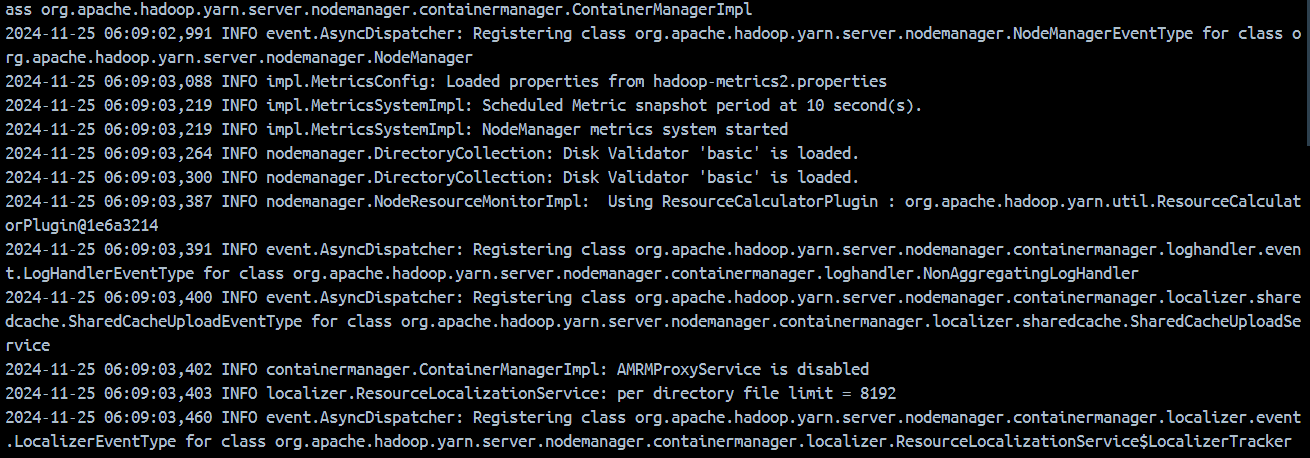 ass org.apache.hadoop.yarn.server.nodemanager.containermanager.ContainerManagerImpl
2024-11-25 06:09:02,991 INFO event.AsyncDispatcher: Registering class org.apache.hadoop.yarn.server.nodemanager.NodeManagerEventType for class o
rg.apache.hadoop.yarn.server.nodemanager.NodeManager
2024-11-25 06:09:03,088 INFO impl.MetricsConfig: Loaded properties from hadoop-metrics2.properties
2024-11-25 06:09:03,219 INFO impl.MetricsSystemImpl: Scheduled Metric snapshot period at 10 second(s).
2024-11-25 06:09:03,219 INFO impl.MetricsSystemImpl: NodeManager metrics system started
2024-11-25 06:09:03,264 INFO nodemanager.DirectoryCollection: Disk Validator 'basic' is loaded.
2024-11-25 06:09:03,300 INFO nodemanager.DirectoryCollection: Disk Validator 'basic' is loaded.
2024-11-25 06:09:03,387 INFO nodemanager.NodeResourceMonitorImpl:  Using ResourceCalculatorPlugin : org.apache.hadoop.yarn.util.ResourceCalculat
orPlugin@1e6a3214
2024-11-25 06:09:03,391 INFO event.AsyncDispatcher: Registering class org.apache.hadoop.yarn.server.nodemanager.containermanager.loghandler.even
t.LogHandlerEventType for class org.apache.hadoop.yarn.server.nodemanager.containermanager.loghandler.NonAggregatingLogHandler
2024-11-25 06:09:03,400 INFO event.AsyncDispatcher: Registering class org.apache.hadoop.yarn.server.nodemanager.containermanager.localizer.share
dcache.SharedCacheUploadEventType for class org.apache.hadoop.yarn.server.nodemanager.containermanager.localizer.sharedcache.SharedCacheUploadSe
rvice
2024-11-25 06:09:03,402 INFO containermanager.ContainerManagerImpl: AMRMProxyService is disabled
2024-11-25 06:09:03,403 INFO localizer.ResourceLocalizationService: per directory file limit = 8192
2024-11-25 06:09:03,460 INFO event.AsyncDispatcher: Registering class org.apache.hadoop.yarn.server.nodemanager.containermanager.localizer.event
.LocalizerEventType for class org.apache.hadoop.yarn.server.nodemanager.containermanager.localizer.ResourceLocalizationService$LocalizerTracker